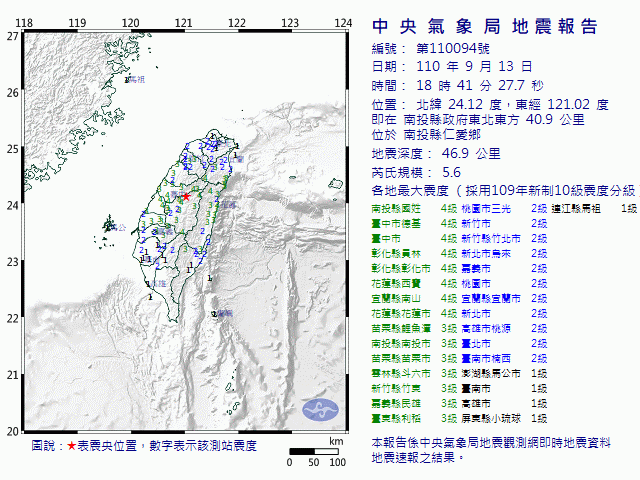 中央氣象局地震報告
編號： 第110094號
日期： 110 年 9 月 13 日
時間： 18 時 41 分 27.7 秒
位置： 北緯 24.12 度，東經 121.02 度
即在 南投縣政府東北東方 40.9 公里
位於 南投縣仁愛鄉
地震深度： 46.9 公里
芮氏規模： 5.6
各地最大震度（採用109年新制10級震度分級
南投縣國姓 4級 桃園市三光 2級 連江縣馬祖 1級
臺中市德基 4級 新竹市 2級
臺中市 4級 新竹縣竹北市 2級
彰化縣員林 4級 新北市烏來 2級
彰化縣彰化市 4級 嘉義市 2級
花蓮縣西寶 4級 桃園市 2級
宜蘭縣南山 4級 宜蘭縣宜蘭市 2級
花蓮縣花蓮市 4級 新北市 2級
苗栗縣鯉魚潭 3級 高雄市桃源 2級
南投縣南投市 3級 臺北市 2級
苗栗縣苗栗市 3級 臺南市楠西 2級
雲林縣斗六市 3級 澎湖縣馬公市 1級
新竹縣竹東 3級 臺南市 1級
嘉義縣民雄 3級 高雄市 1級
臺東縣利稻 3級 屏東縣小琉球 1級
本報告係中央氣象局地震觀測網即時地震資料
地震速報之結果。
118 119 120 121 122 123 124
27
26
25
24
23
22
21
20
馬祖
馬公
圖說：★表震央位置，數字表示該測站震度
km
0 50 100